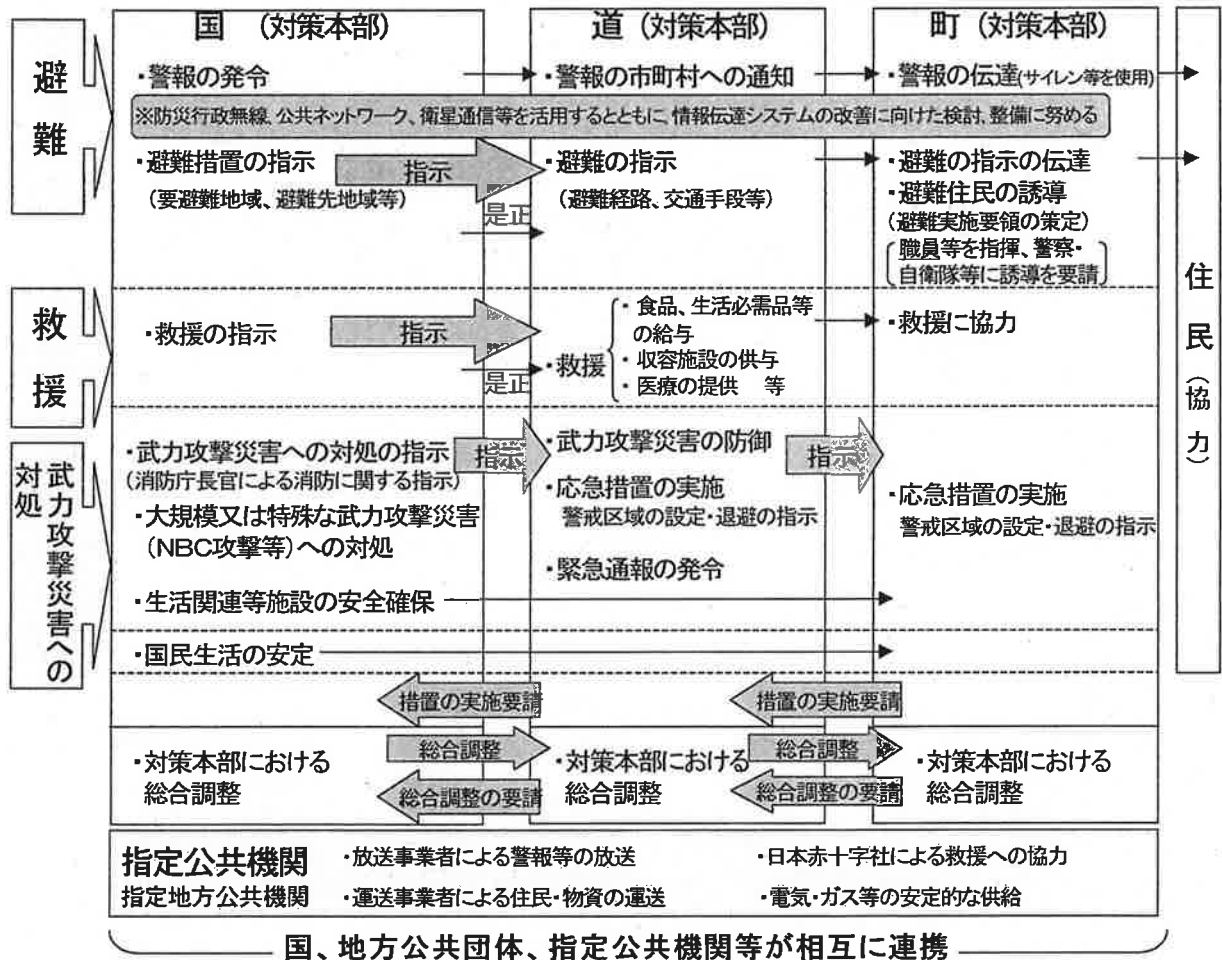 国 (対策本部)
道 (対策本部)
町 (対策本部)
避難
・警報の発令
・警報の市町村への通知
・警報の伝達(サイレン等を使用)
※防災行政無線、公共ネットワーク、衛星通信等を活用するとともに、情報伝達システムの改善に向けた検討、整備に努める
・避難措置の指示
(要避難地域、避難先地域等)
指示
是正
・避難の指示
(避難経路、交通手段等)
・避難の指示の伝達
・避難住民の誘導
(避難実施要領の策定)
職員等を指揮、警察・
自衛隊等に誘導を要請
救援
・救援の指示
指示
是正
・救援
・食品、生活必需品等
の給与
・収容施設の供与
・医療の提供 等
・救援に協力
住民(協力)
武力攻撃災害への
対処
・武力攻撃災害への対処の指示
(消防庁長官による消防に関する指示)
指示
・武力攻撃災害の防御
指示
・大規模又は特殊な武力攻撃災害
(NBC攻撃等)への対処
・応急措置の実施
警戒区域の設定・退避の指示
・応急措置の実施
警戒区域の設定・退避の指示
・緊急通報の発令
・生活関連等施設の安全確保
・国民生活の安定
措置の実施要請
措置の実施要請
・対策本部における
総合調整
総合調整
総合調整の要請
・対策本部における
総合調整
総合調整
総合調整の要請
・対策本部における
総合調整
指定公共機関
・放送事業者による警報等の放送
・日本赤十字社による救援への協力
指定地方公共機関
・運送事業者による住民・物資の運送
・電気・ガス等の安定的な供給
国、地方公共団体、指定公共機関等が相互に連携